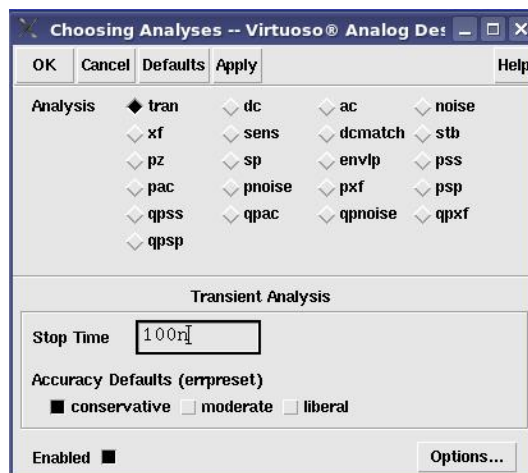 Choosing Analyses -- Virtuoso® Analog Des
OK Cancel Defaults Apply Help
Analysis tran dc ac noise
xf sens dcmatch stb
pz sp envlp pss
pac pnoise pxf psp
qpss qpac qpnoise qpxf
qpsp
Transient Analysis
Stop Time 100n
Accuracy Defaults (errpreset)
conservative moderate liberal
Enabled Options...